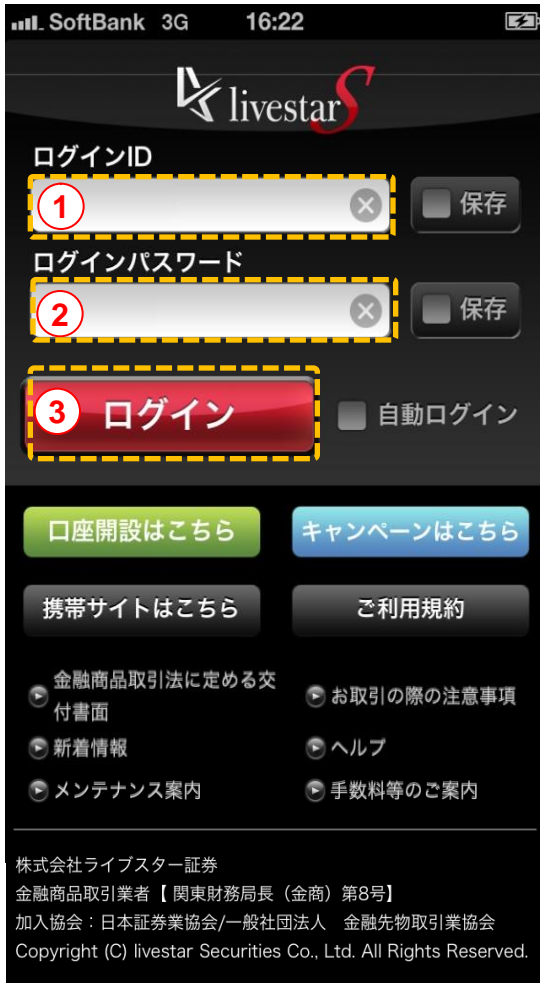 SoftBank 3G 16:22
livestar S
ログインID
1
保存
ログインパスワード
2
保存
3 ログイン
自動ログイン
口座開設はこちら
キャンペーンはこちら
携帯サイトはこちら
ご利用規約
金融商品取引法に定める交
付書面
お取引の際の注意事項
新着情報
ヘルプ
メンテナンス案内
手数料等のご案内
株式会社ライブスター証券
金融商品取引業者【 関東財務局長（金商）第8号】
加入協会：日本証券業協会/一般社団法人　金融先物取引業協会
Copyright (C) livestar Securities Co., Ltd. All Rights Reserved.